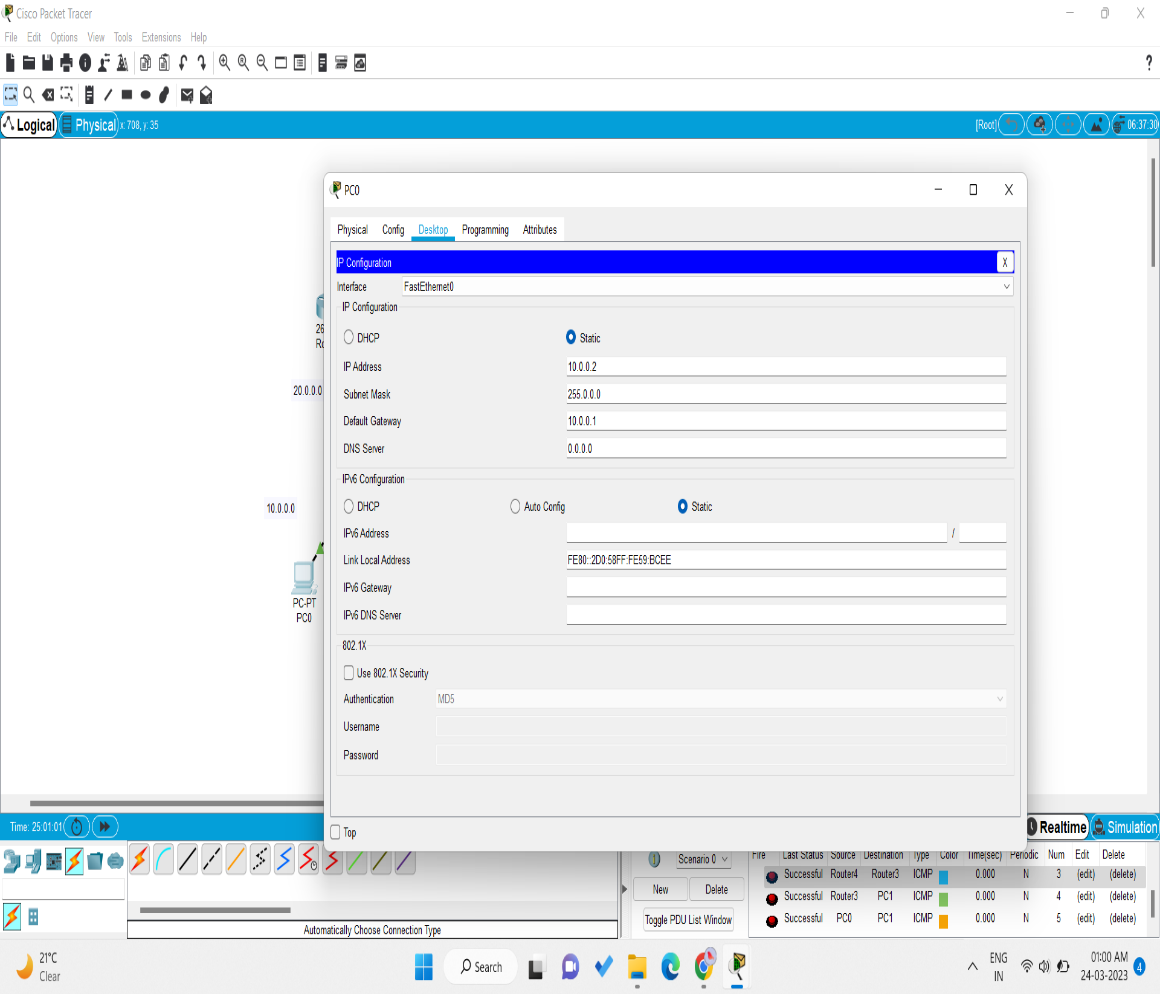 Cisco Packet Tracer
File Edit Options View Tools Extensions Help
?
Logical Physical x: 708, y: 35 [Root] 06:37:30
PC0
Physical Config Desktop Programming Attributes
IP Configuration X
Interface FastEthernet0
IP Configuration
DHCP Static
IP Address 10.0.0.2
Subnet Mask 255.0.0.0
Default Gateway 10.0.0.1
DNS Server 0.0.0.0
IPv6 Configuration
DHCP Auto Config Static
IPv6 Address /
Link Local Address FE80::2D0:58FF:FE59:BCEE
IPv6 Gateway
IPv6 DNS Server
802.1X
Use 802.1X Security
Authentication MD5
Username
Password
Top
26
Ro
20.0.0.0
10.0.0.0
PC-PT
PC0
Time: 25:01:01 Realtime Simulation
Scenario 0
New Delete
Toggle PDU List Window
Fire Last Status Source Destination Type Color Time(sec) Periodic Num Edit Delete
Successful Router4 Router3 ICMP 0.000 N 3 (edit) (delete)
Successful Router3 PC1 ICMP 0.000 N 4 (edit) (delete)
Successful PC0 PC1 ICMP 0.000 N 5 (edit) (delete)
Automatically Choose Connection Type
21°C
Clear
Search
ENG
IN
01:00 AM
24-03-2023
4